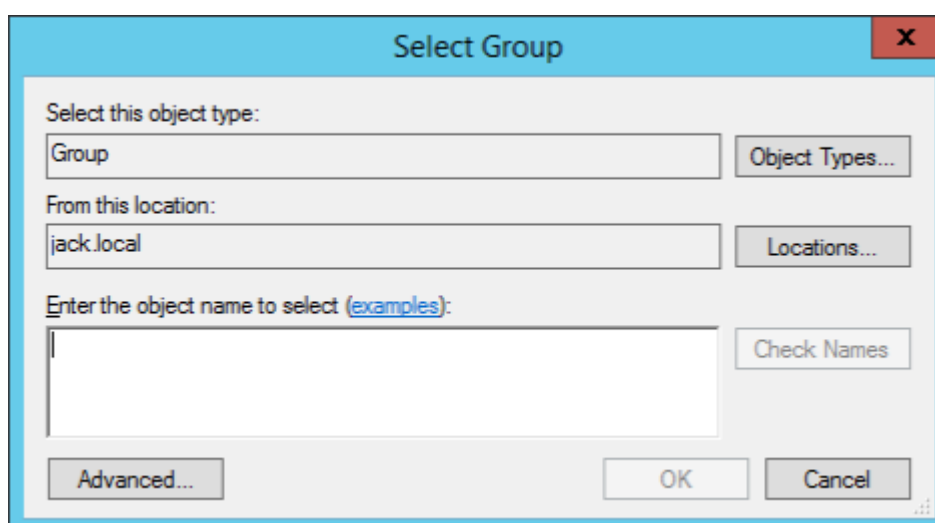 Select Group
x
Select this object type:
Group
Object Types...
From this location:
jack.local
Locations...
Enter the object name to select (examples):
Check Names
Advanced...
OK
Cancel